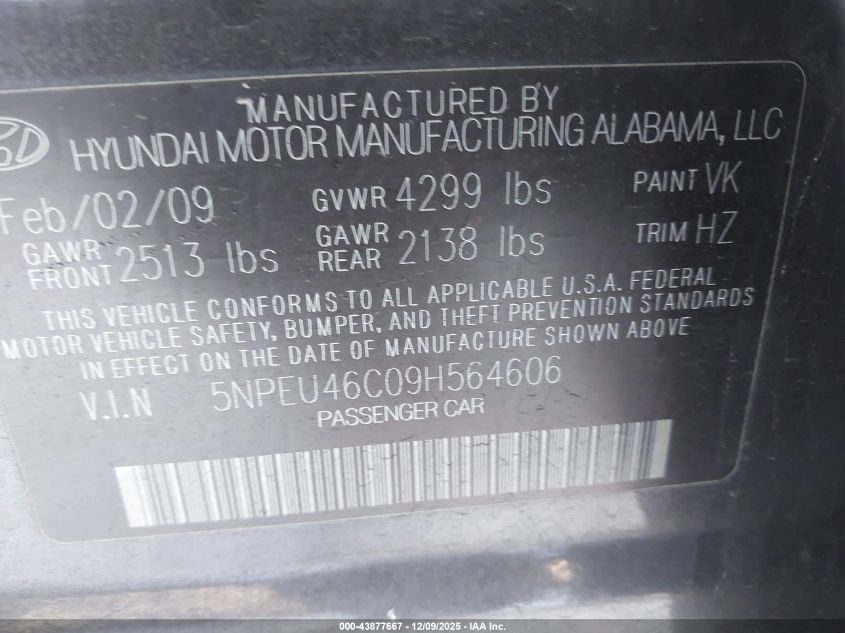 MANUFACTURED BY
HYUNDAI MOTOR MANUFACTURING ALABAMA, LLC
Feb/02/09 GVWR 4299 lbs PAINT VK
GAWR FRONT 2513 lbs GAWR REAR 2138 lbs TRIM HZ
THIS VEHICLE CONFORMS TO ALL APPLICABLE U.S.A. FEDERAL
MOTOR VEHICLE SAFETY, BUMPER, AND THEFT PREVENTION STANDARDS
IN EFFECT ON THE DATE OF MANUFACTURE SHOWN ABOVE
V.I.N 5NPEU46C09H564606
PASSENGER CAR
000-43877667 - 12/09/2025 - IAA Inc.